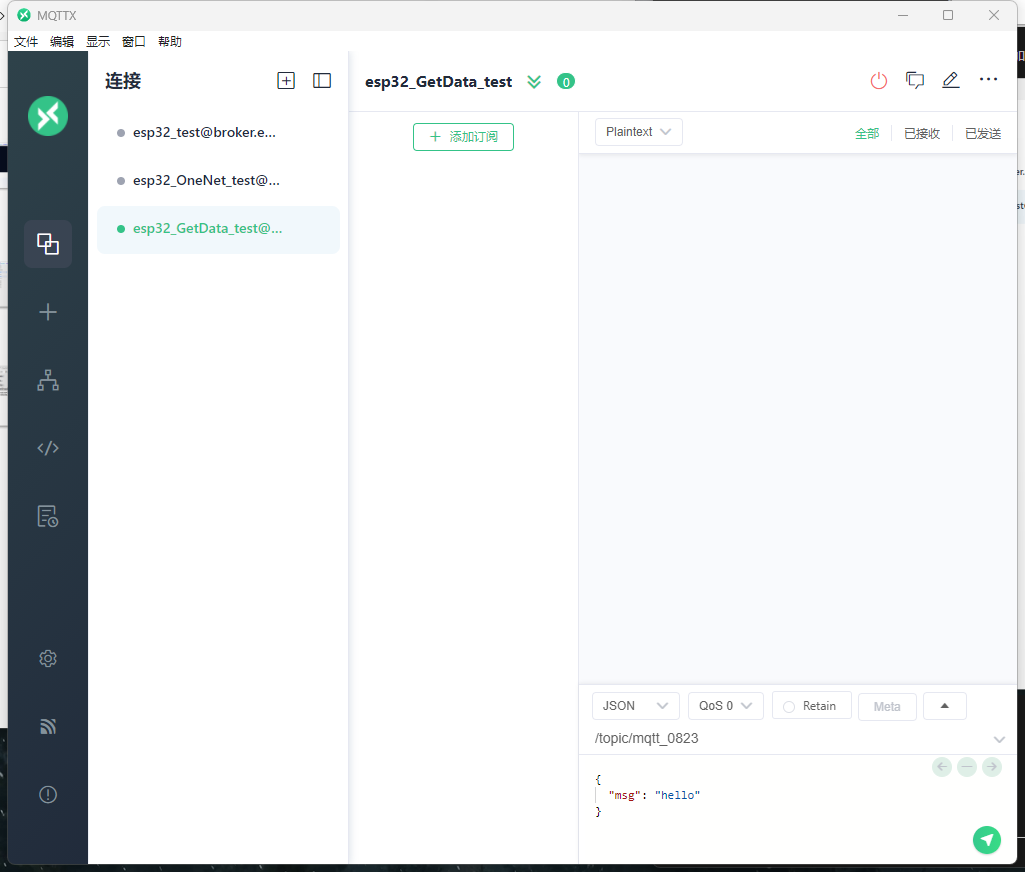 MQTTX
文件 编辑 显示 窗口 帮助
连接
esp32_test@broker.e...
esp32_OneNet_test@...
esp32_GetData_test@...
esp32_GetData_test 0
添加订阅
Plaintext
全部 已接收 已发送
JSON QoS 0 Retain Meta
/topic/mqtt_0823
{
"msg": "hello"
}